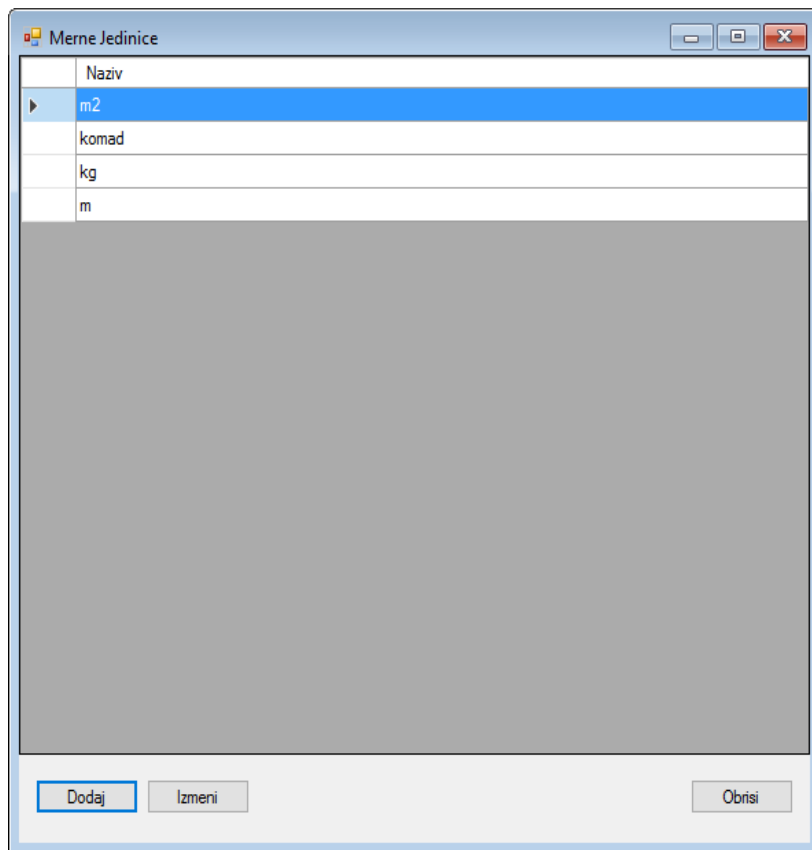 Merne Jedinice
Naziv
m2
komad
kg
m
Dodaj Izmeni Obrisi